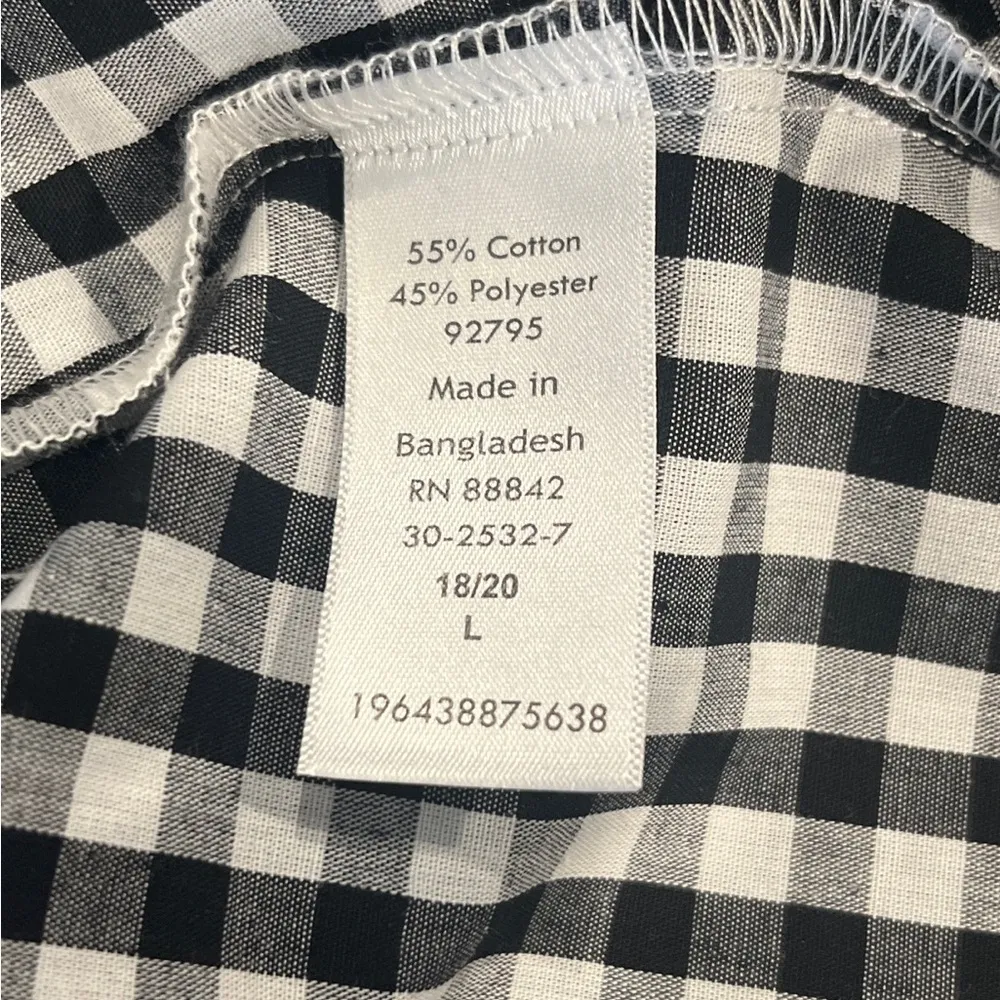 55% Cotton
45% Polyester
92795
Made in
Bangladesh
RN 88842
30-2532-7
18/20
L
196438875638